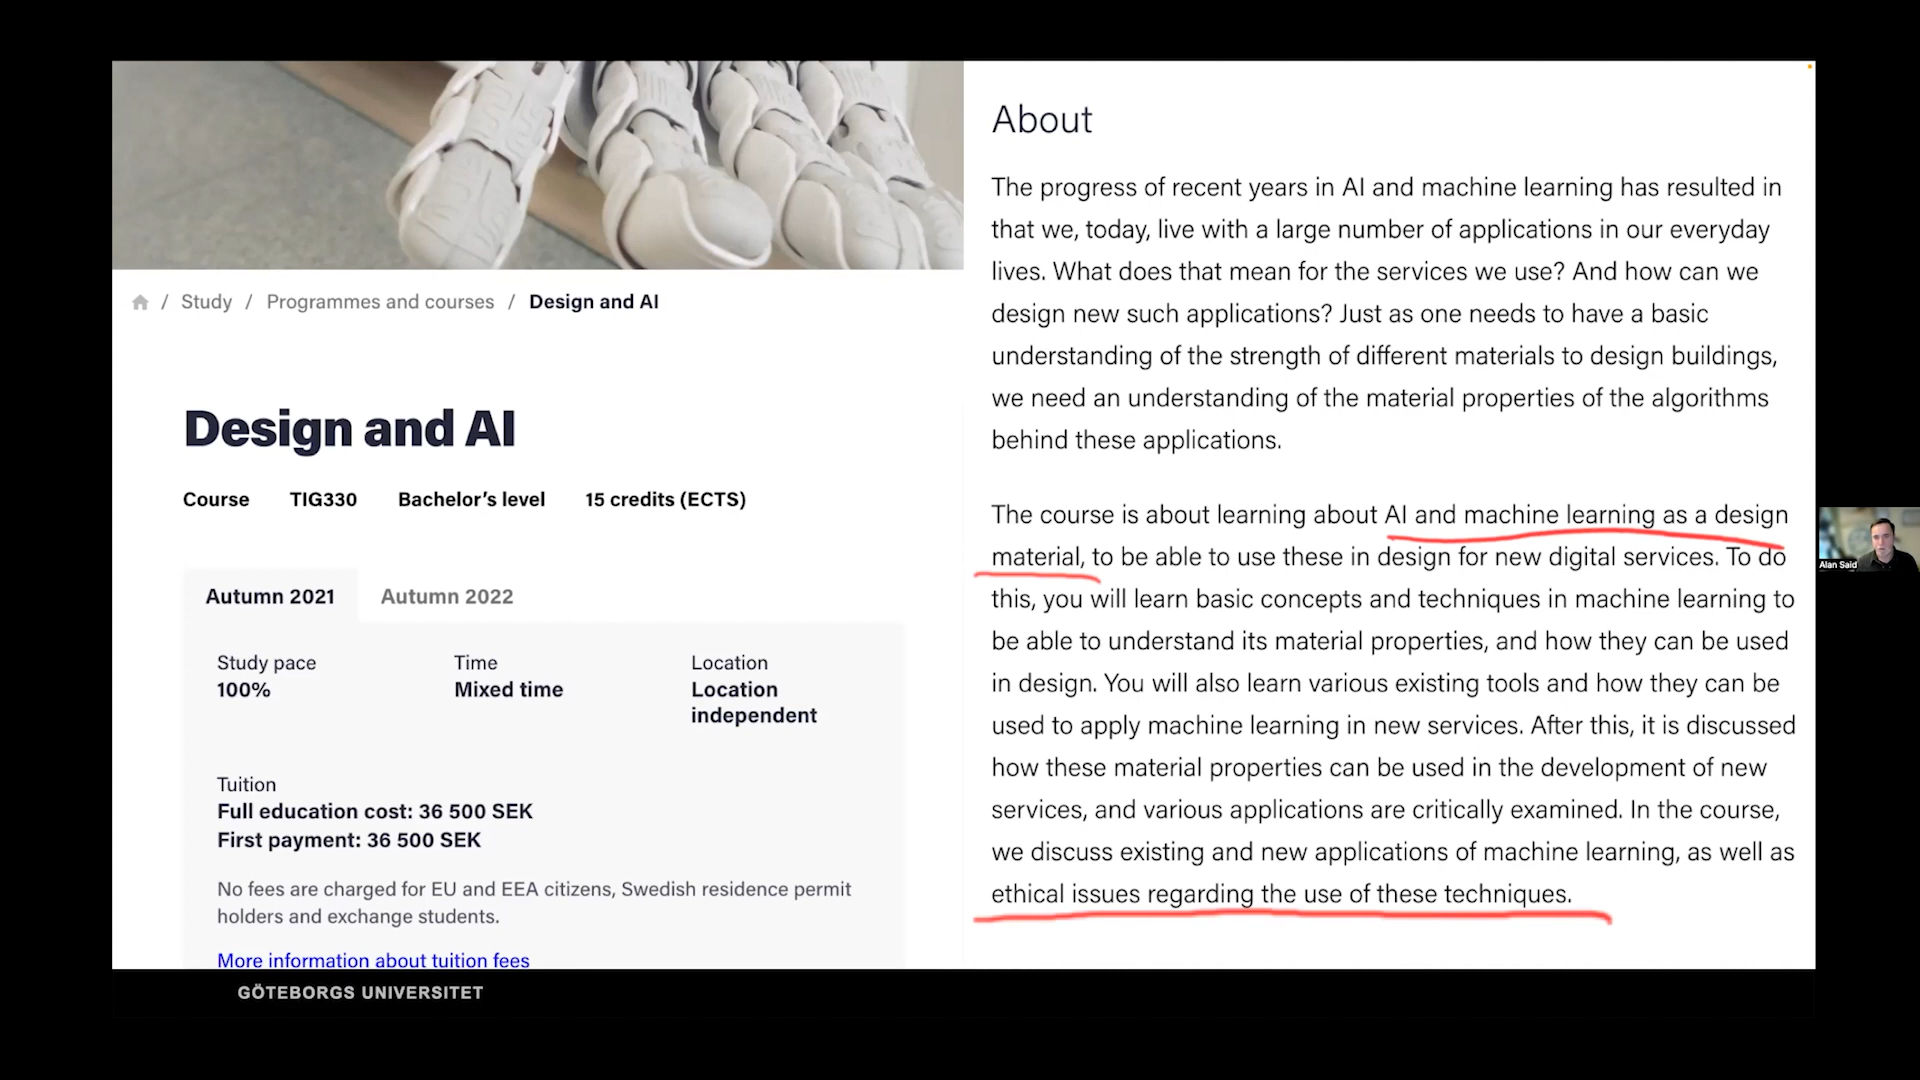 / Study / Programmes and courses / Design and AI
Design and AI
Course TIG330 Bachelor's level 15 credits (ECTS)
Autumn 2021 Autumn 2022
Study pace
100%
Time
Mixed time
Location
Location
independent
Tuition
Full education cost: 36 500 SEK
First payment: 36 500 SEK
No fees are charged for EU and EEA citizens, Swedish residence permit
holders and exchange students.
More information about tuition fees
About
The progress of recent years in AI and machine learning has resulted in
that we, today, live with a large number of applications in our everyday
lives. What does that mean for the services we use? And how can we
design new such applications? Just as one needs to have a basic
understanding of the strength of different materials to design buildings,
we need an understanding of the material properties of the algorithms
behind these applications.
The course is about learning about AI and machine learning as a design
material, to be able to use these in design for new digital services. To do
this, you will learn basic concepts and techniques in machine learning to
be able to understand its material properties, and how they can be used
in design. You will also learn various existing tools and how they can be
used to apply machine learning in new services. After this, it is discussed
how these material properties can be used in the development of new
services, and various applications are critically examined. In the course,
we discuss existing and new applications of machine learning, as well as
ethical issues regarding the use of these techniques.
GÖTEBORGS UNIVERSITET
Alan Said